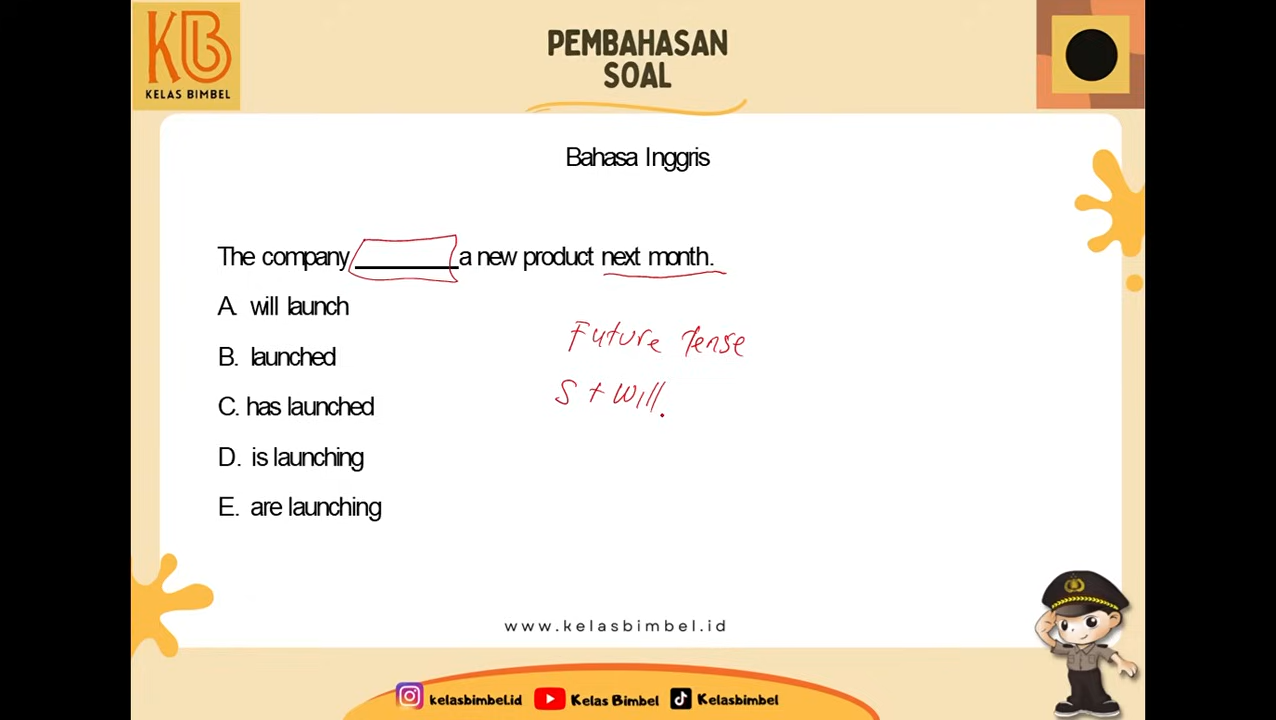 KB
KELAS BIMBEL
PEMBAHASAN
SOAL
Bahasa Inggris
The company ________ a new product next month.
A. will launch
B. launched
C. has launched
D. is launching
E. are launching
Future tense
S + will
www.kelasbimbel.id
kelasbimbel.id
Kelas Bimbel
Kelasbimbel